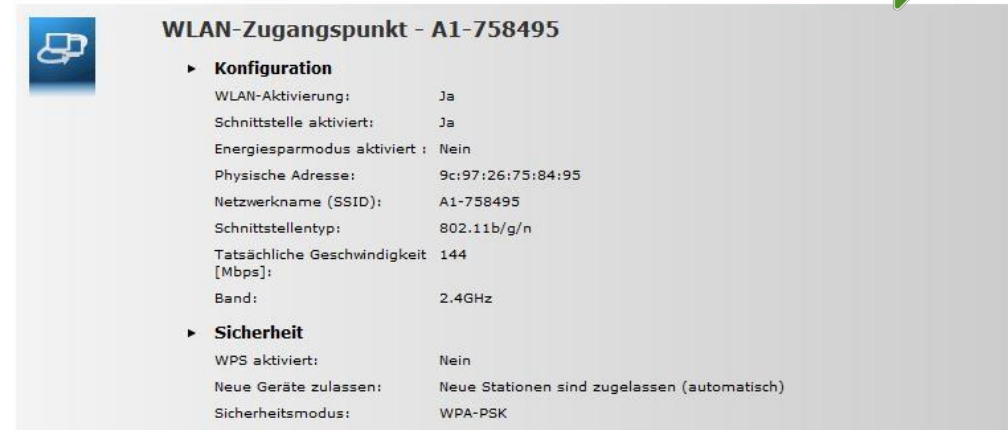 WLAN-Zugangspunkt - A1-758495
Konfiguration
WLAN-Aktivierung: Ja
Schnittstelle aktiviert: Ja
Energiesparmodus aktiviert : Nein
Physische Adresse: 9c:97:26:75:84:95
Netzwerkname (SSID): A1-758495
Schnittstellentyp: 802.11b/g/n
Tatsächliche Geschwindigkeit 144
[Mbps]:
Band: 2.4GHz
Sicherheit
WPS aktiviert: Nein
Neue Geräte zulassen: Neue Stationen sind zugelassen (automatisch)
Sicherheitsmodus: WPA-PSK